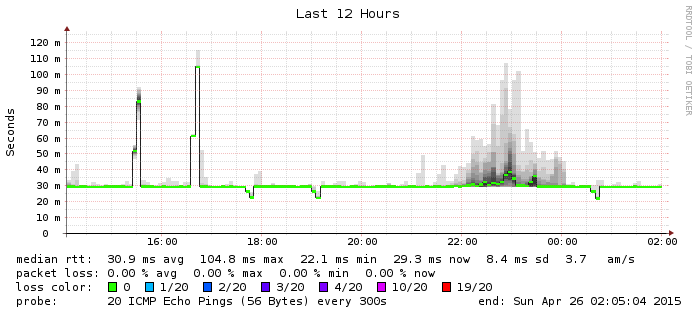 Last 12 Hours
RRDTOOL / TOBI OETIKER
Seconds
120 m
110 m
100 m
90 m
80 m
70 m
60 m
50 m
40 m
30 m
20 m
10 m
0
16:00 18:00 20:00 22:00 00:00 02:00
median rtt: 30.9 ms avg 104.8 ms max 22.1 ms min 29.3 ms now 8.4 ms sd 3.7 am/s
packet loss: 0.00 % avg 0.00 % max 0.00 % min 0.00 % now
loss color: 0 1/20 2/20 3/20 4/20 10/20 19/20
probe: 20 ICMP Echo Pings (56 Bytes) every 300s end: Sun Apr 26 02:05:04 2015